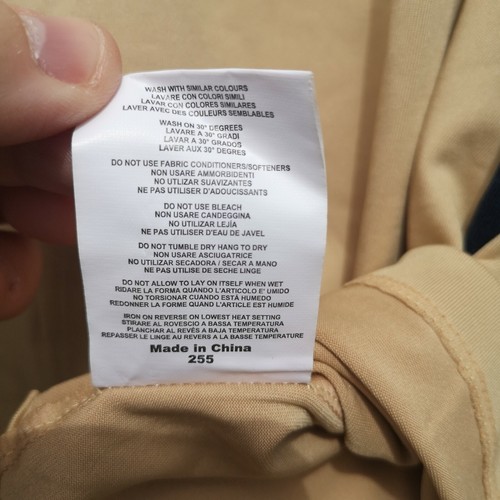 WASH WITH SIMILAR COLOURS
LAVARE CON COLORI SIMILI
LAVAR CON COLORES SIMILARES
LAVER AVEC DES COULEURS SEMBLABLES
WASH ON 30° DEGREES
LAVARE A 30° GRADI
LAVAR A 30° GRADOS
LAVER AUX 30° DEGRES
DO NOT USE FABRIC CONDITIONERS/SOFTENERS
NON USARE AMMORBIDENTI
NO UTLIZAR SUAVIZANTES
NE PAS UTILISER D'ADOUCISSANTS
DO NOT USE BLEACH
NON USARE CANDEGGINA
NO UTLIZAR LEJÍA
NE PAS UTLISER D'EAU DE JAVEL
DO NOT TUMBLE DRY HANG TO DRY
NON USARE ASCIUGATRICE
NO UTILIZAR SECADORA / SECAR A MANO
NE PAS UTILISE DE SECHE LINGE
DO NOT ALLOW TO LAY ON ITSELF WHEN WET
RIDARE LA FORMA QUANDO L'ARTICOLO E' UMIDO
NO TORSIONAR CUANDO ESTÁ HUMEDO
REDONNER LA FORME QUAND L'ARTICLE EST HUMIDE
IRON ON REVERSE ON LOWEST HEAT SETTING
STIRARE AL ROVESCIO A BASSA TEMPERATURA
PLANCHAR AL REVÉS A BAJA TEMPERATURA
REPASSER LE LINGE AU REVERS A LA BASSE TEMPERATURE
Made in China
255